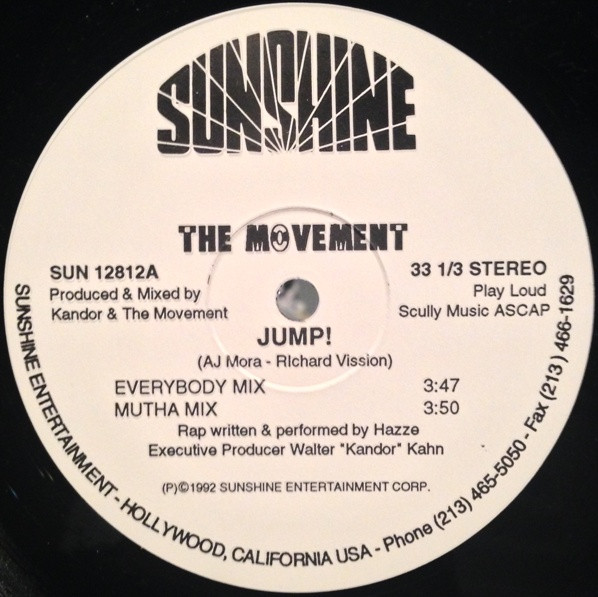 SUNSHINE
THE MOVEMENT
SUN 12812A
Produced & Mixed by
Kandor & The Movement
33 1/3 STEREO
Play Loud
Scully Music ASCAP
JUMP!
(AJ Mora - RIchard Vission)
EVERYBODY MIX 3:47
MUTHA MIX 3:50
Rap written & performed by Hazze
Executive Producer Walter "Kandor" Kahn
(P)©1992 SUNSHINE ENTERTAINMENT CORP.
SUNSHINE ENTERTAINMENT - HOLLYWOOD, CALIFORNIA USA - Phone (213) 465-5050 - Fax (213) 466-1629